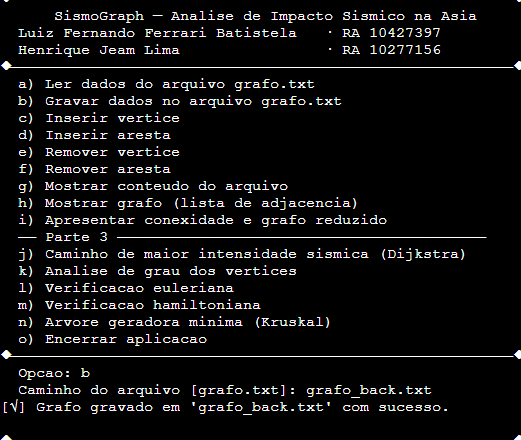 SismoGraph — Analise de Impacto Sismico na Asia
Luiz Fernando Ferrari Batistela · RA 10427397
Henrique Jeam Lima · RA 10277156
a) Ler dados do arquivo grafo.txt
b) Gravar dados no arquivo grafo.txt
c) Inserir vertice
d) Inserir aresta
e) Remover vertice
f) Remover aresta
g) Mostrar conteudo do arquivo
h) Mostrar grafo (lista de adjacencia)
i) Apresentar conexidade e grafo reduzido
—— Parte 3 ——
j) Caminho de maior intensidade sismica (Dijkstra)
k) Analise de grau dos vertices
l) Verificacao euleriana
m) Verificacao hamiltoniana
n) Arvore geradora minima (Kruskal)
o) Encerrar aplicacao
Opcao: b
Caminho do arquivo [grafo.txt]: grafo_back.txt
[√] Grafo gravado em 'grafo_back.txt' com sucesso.